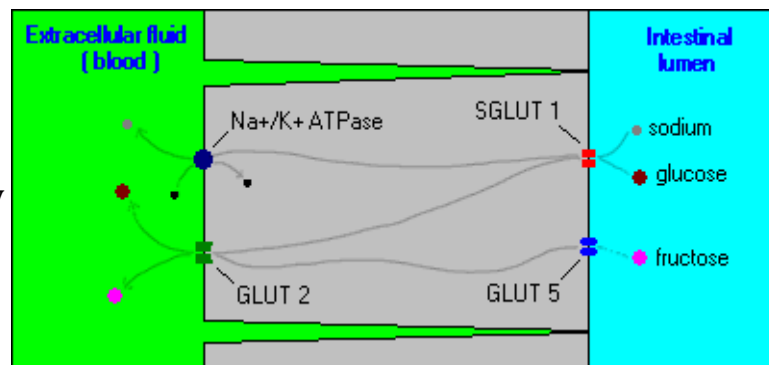 Extracellular fluid
( blood )
Intestinal
lumen
Na+/K+ ATPase
SGLUT 1
sodium
glucose
fructose
GLUT 2
GLUT 5